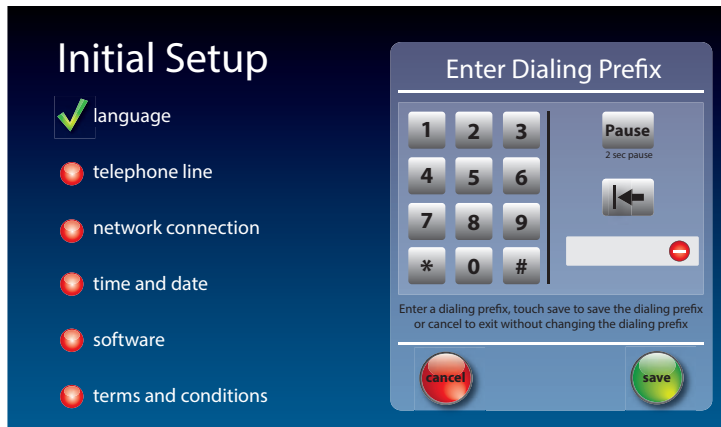 Initial Setup
language
telephone line
network connection
time and date
software
terms and conditions
Enter Dialing Prefix
1 2 3
4 5 6
7 8 9
* 0 #
Pause
2 sec pause
Enter a dialing prefix, touch save to save the dialing prefix
or cancel to exit without changing the dialing prefix
cancel
save